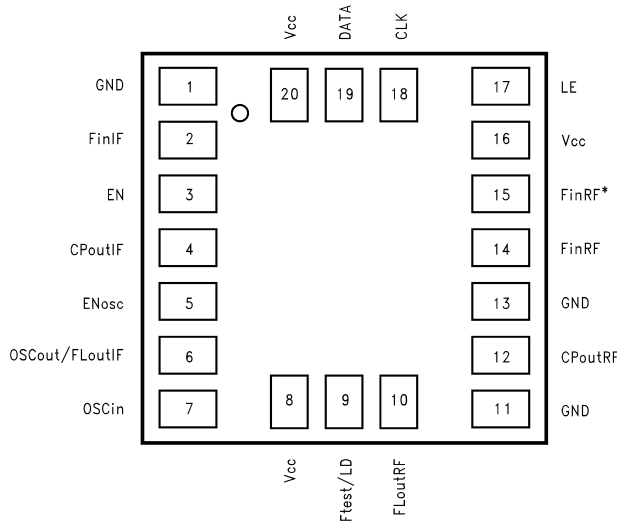 Vcc DATA CLK
GND 1 20 19 18 17 LE
FinIF 2 16 Vcc
EN 3 15 FinRF*
CPoutIF 4 14 FinRF
ENosc 5 13 GND
OSCout/FLoutIF 6 12 CPoutRF
OSCin 7 8 9 10 11 GND
Vcc Ftest/LD FLoutRF